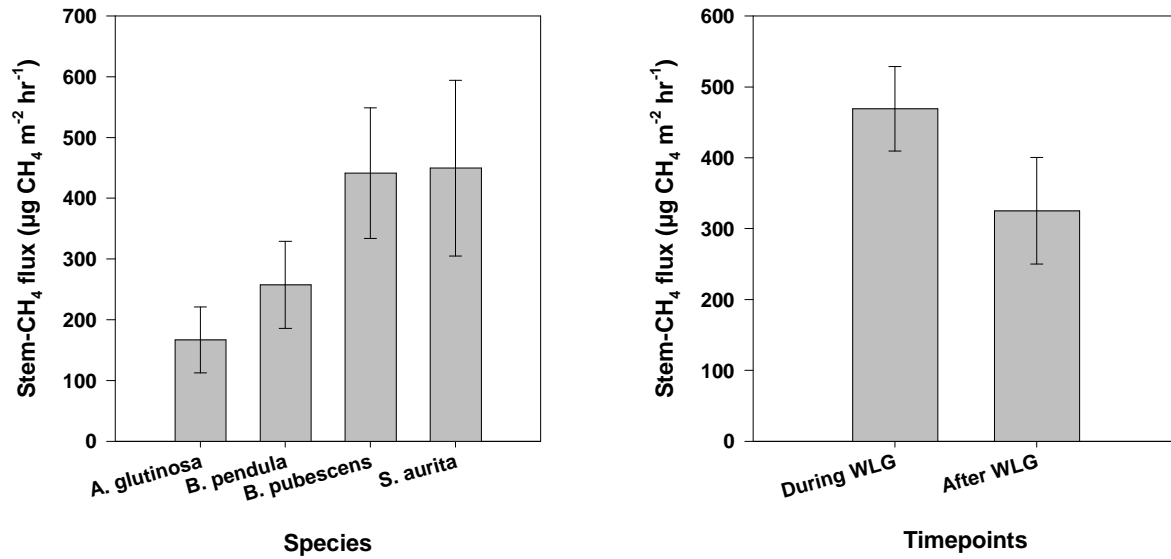 Stem-CH₄ flux (µg CH₄ m⁻² hr⁻¹)
700
600
500
400
300
200
100
0
A. glutinosa
B. pendula
B. pubescens
S. aurita
Species
Stem-CH₄ flux (µg CH₄ m⁻² hr⁻¹)
600
500
400
300
200
100
0
During WLG
After WLG
Timepoints